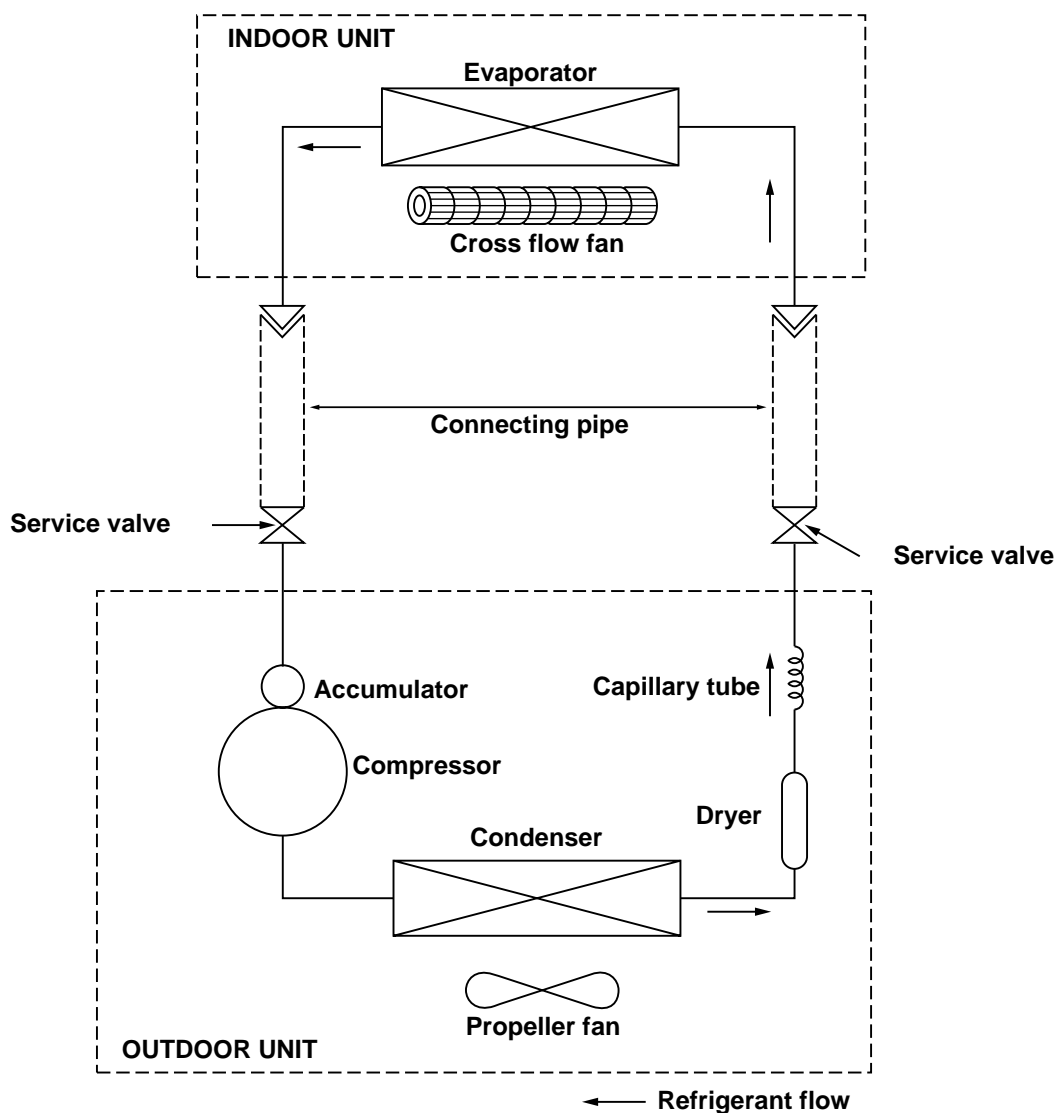 INDOOR UNIT
Evaporator
Cross flow fan
Connecting pipe
Service valve
Service valve
Accumulator
Capillary tube
Compressor
Dryer
Condenser
Propeller fan
OUTDOOR UNIT
Refrigerant flow